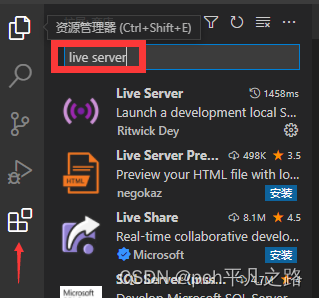 资源管理器 (Ctrl+Shift+E)
live server
Live Server 1458ms
Launch a development local S...
Ritwick Dey
Live Server Pre... 498K 3.5
Preview your HTML file with lo...
negokaz 安装
Live Share 8.1M 4.5
Real-time collaborative develo...
Microsoft 安装
SQL Server (mss...
Develop Microsoft SQL Server
Microsoft
CSDN @poh平凡之路